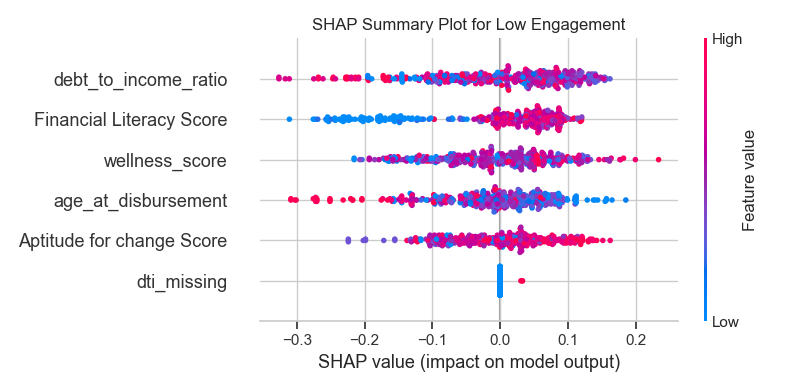 SHAP Summary Plot for Low Engagement
High
debt_to_income_ratio
Financial Literacy Score
wellness_score
age_at_disbursement
Aptitude for change Score
dti_missing
Feature value
Low
−0.3 −0.2 −0.1 0.0 0.1 0.2
SHAP value (impact on model output)